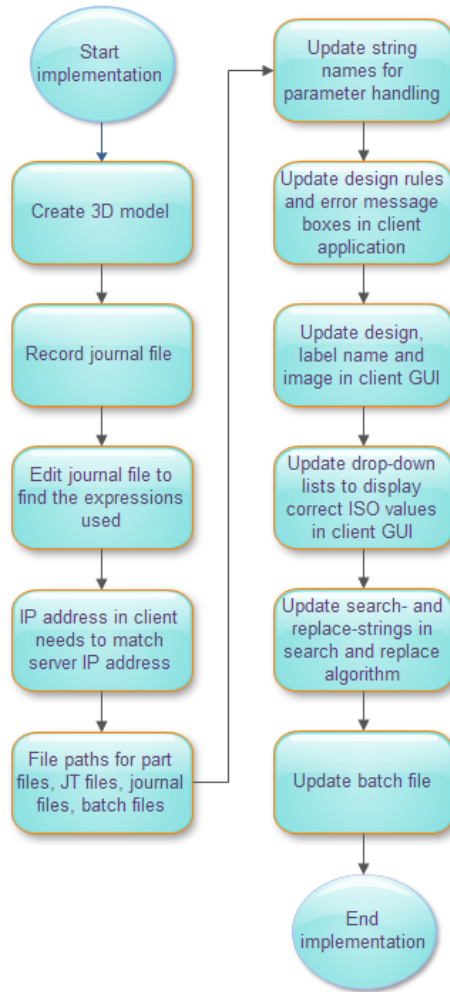 Start
implementation
Create 3D model
Record journal file
Edit journal file to
find the expressions
used
IP address in client
needs to match
server IP address
File paths for part
files, JT files, journal
files, batch files
Update string
names for
parameter handling
Update design rules
and error message
boxes in client
application
Update design,
label name and
image in client GUI
Update drop-down
lists to display
correct ISO values
in client GUI
Update search- and
replace-strings in
search and replace
algorithm
Update batch file
End
implementation